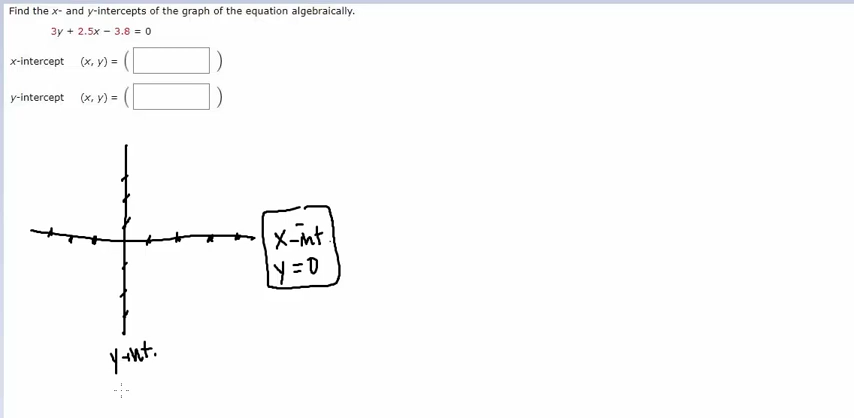 Find the x- and y-intercepts of the graph of the equation algebraically.
3y + 2.5x − 3.8 = 0
x-intercept (x, y) = ( )
y-intercept (x, y) = ( )
x-int.
y=0
y-int.